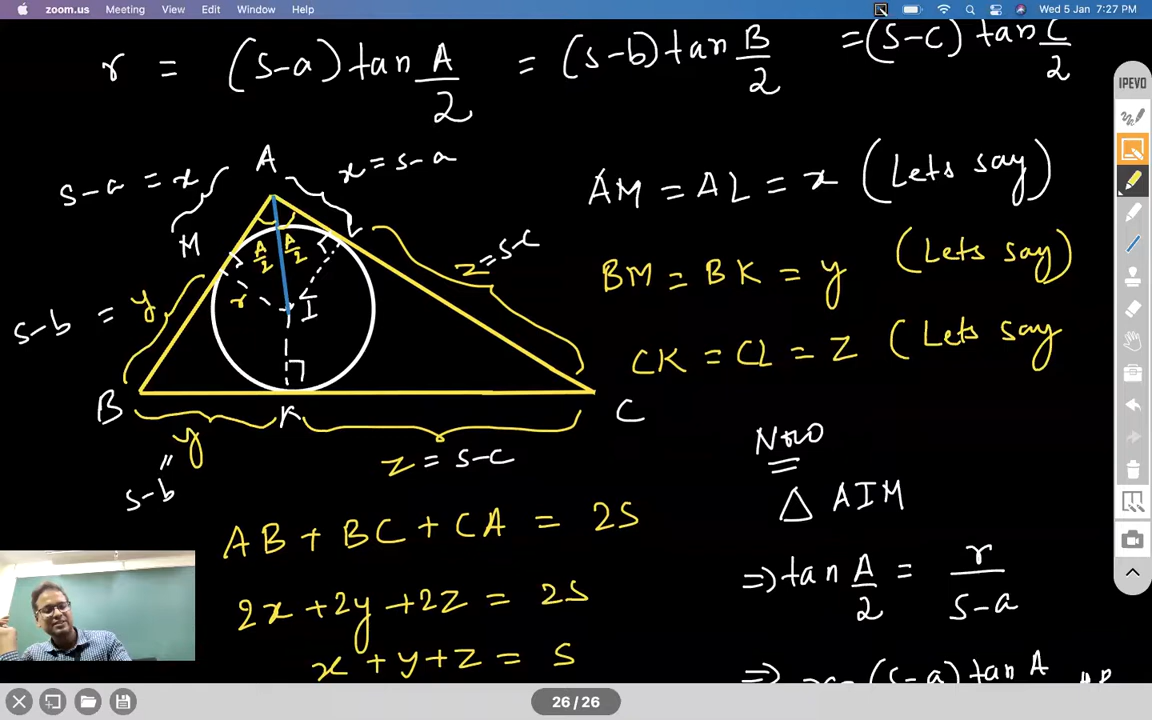 zoom.us Meeting View Edit Window Help Wed 5 Jan 7:27 PM
r = (s-a) tan A/2 = (s-b) tan B/2 = (s-c) tan C/2
IPEVO
A
s-a = x
x = s-a
AM = AL = x (Lets say)
M
A/2 A/2
L
z = s-c
BM = BK = y (Lets say)
s-b = y
r
I
CK = CL = z (Lets say
B
K
C
y
z = s-c
"
s-b
Now
△ AIM
AB + BC + CA = 2s
⇒ tan A/2 = r/s-a
2x + 2y + 2z = 2s
x + y + z = s
⇒ (s-a) tan A
26 / 26